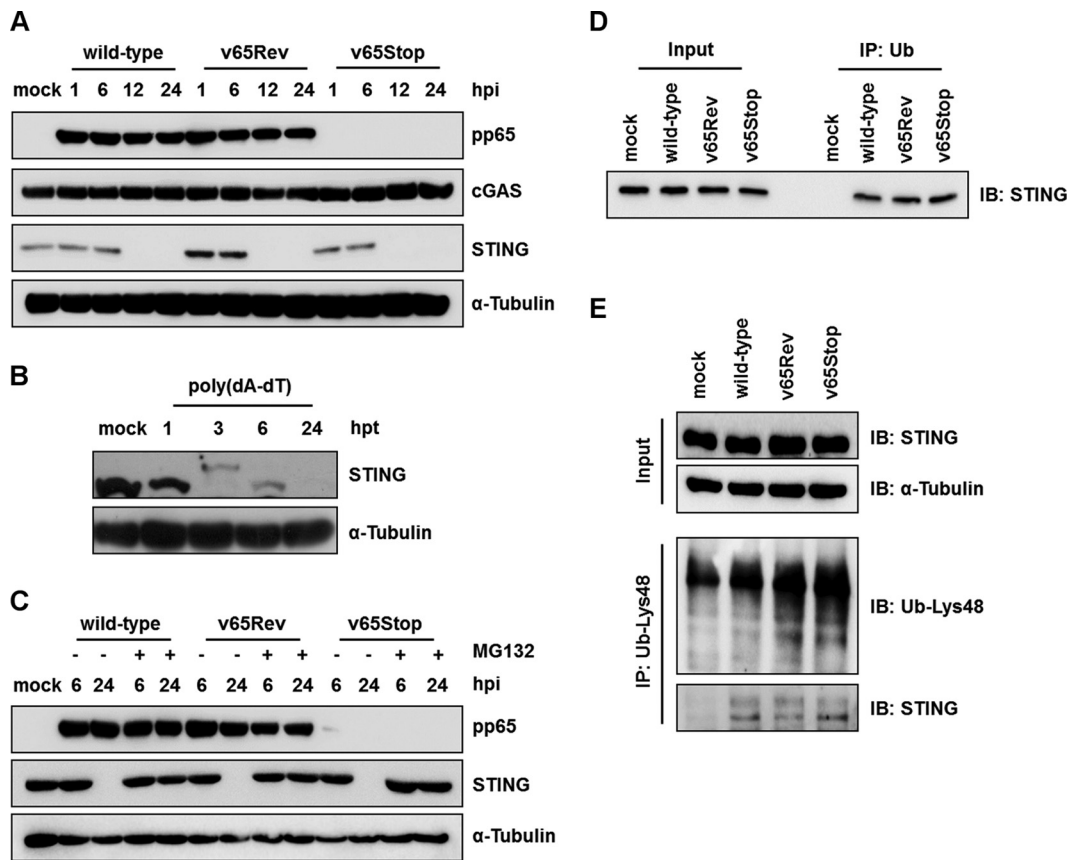 A
wild-type v65Rev v65Stop
mock 1 6 12 24 1 6 12 24 1 6 12 24 hpi
pp65
cGAS
STING
α-Tubulin
B
poly(dA-dT)
mock 1 3 6 24 hpt
STING
α-Tubulin
C
wild-type v65Rev v65Stop
- - + + - - + + - - + + MG132
mock 6 24 6 24 6 24 6 24 6 24 6 24 hpi
pp65
STING
α-Tubulin
D
Input IP: Ub
mock wild-type v65Rev v65Stop mock wild-type v65Rev v65Stop
IB: STING
E
mock wild-type v65Rev v65Stop
Input
IB: STING
IB: α-Tubulin
IP: Ub-Lys48
IB: Ub-Lys48
IB: STING